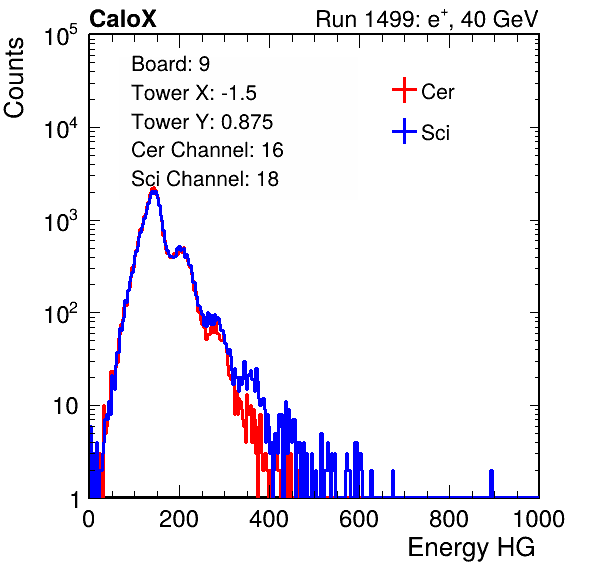 CaloX Run 1499: e⁺, 40 GeV
Counts
10⁵
10⁴
10³
10²
10
1
Board: 9
Tower X: -1.5
Tower Y: 0.875
Cer Channel: 16
Sci Channel: 18
Cer
Sci
0 200 400 600 800 1000
Energy HG